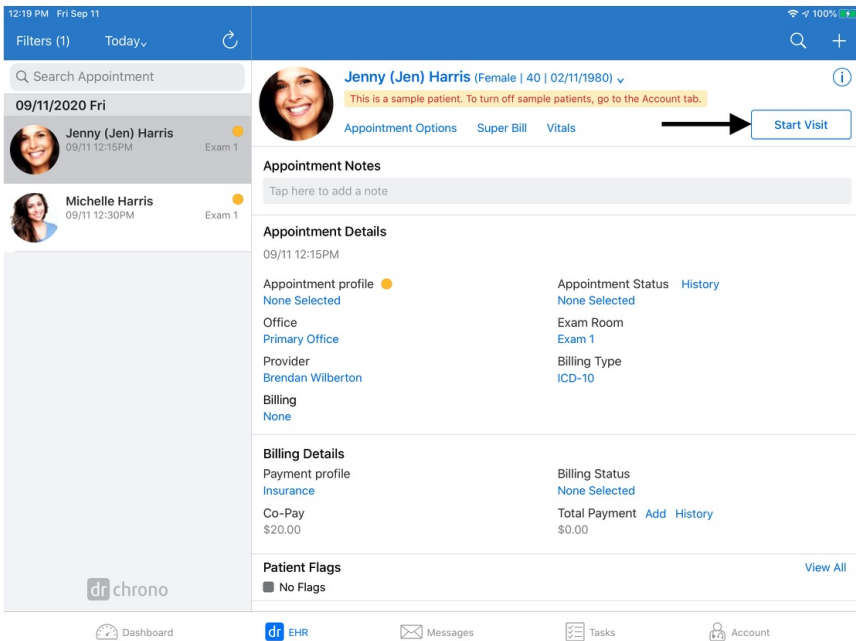 12:19 PM Fri Sep 11
100%
Filters (1) Today
Search Appointment
09/11/2020 Fri
Jenny (Jen) Harris
09/11 12:15PM Exam 1
Michelle Harris
09/11 12:30PM Exam 1
dr chrono
Jenny (Jen) Harris (Female | 40 | 02/11/1980)
This is a sample patient. To turn off sample patients, go to the Account tab.
Appointment Options Super Bill Vitals
Start Visit
Appointment Notes
Tap here to add a note
Appointment Details
09/11 12:15PM
Appointment profile Appointment Status History
None Selected None Selected
Office Exam Room
Primary Office Exam 1
Provider Billing Type
Brendan Wilberton ICD-10
Billing
None
Billing Details
Payment profile Billing Status
Insurance None Selected
Co-Pay Total Payment Add History
$20.00 $0.00
Patient Flags View All
No Flags
Dashboard dr EHR Messages Tasks Account